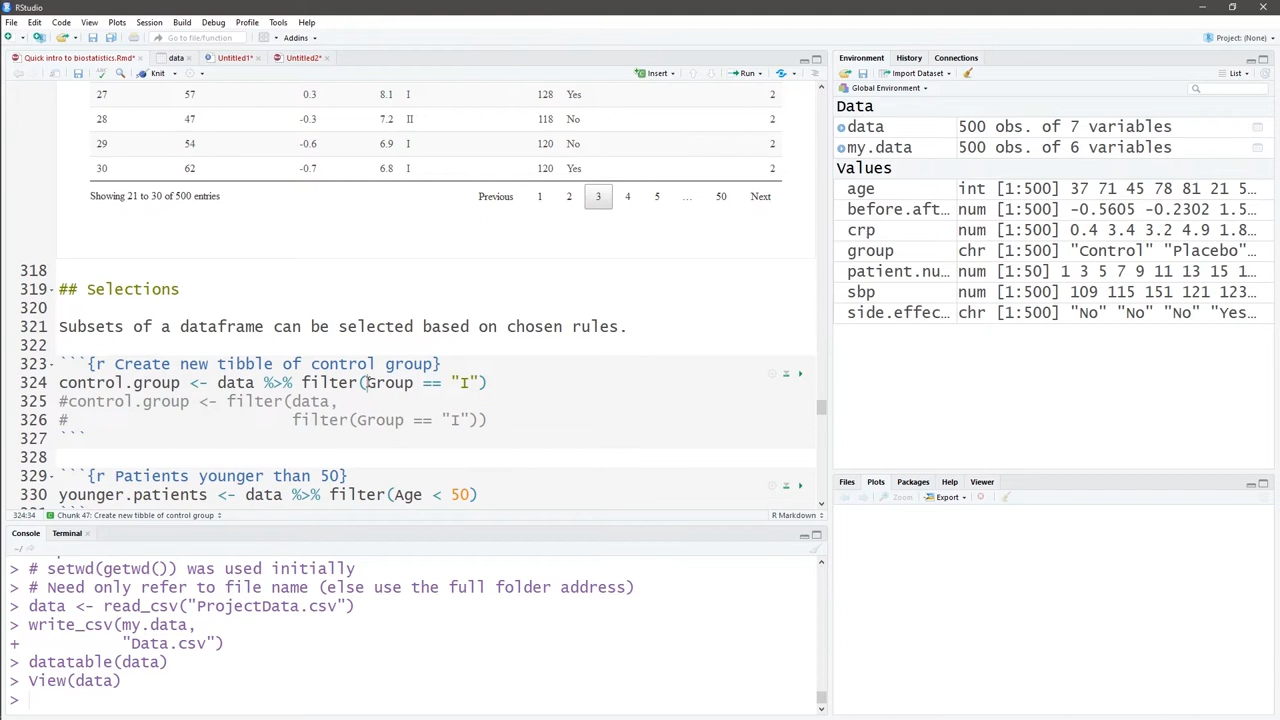 RStudio
File Edit Code View Plots Session Build Debug Profile Tools Help
Go to file/function Addins Project: (None)
Quick intro to biostatistics.Rmd* data Untitled1* Untitled2*
Knit Insert Run
27 57 0.3 8.1 I 128 Yes 2
28 47 -0.3 7.2 II 118 No 2
29 54 -0.6 6.9 I 120 No 2
30 62 -0.7 6.8 I 120 Yes 2
Showing 21 to 30 of 500 entries Previous 1 2 3 4 5 ... 50 Next
318
319 ## Selections
320
321 Subsets of a dataframe can be selected based on chosen rules.
322
323 ```{r Create new tibble of control group}
324 control.group <- data %>% filter(Group == "I")
325 #control.group <- filter(data,
326 # filter(Group == "I"))
327 ```
328
329 ```{r Patients younger than 50}
330 younger.patients <- data %>% filter(Age < 50)
324:34 Chunk 47: Create new tibble of control group R Markdown
Console Terminal
~/
> # setwd(getwd()) was used initially
> # Need only refer to file name (else use the full folder address)
> data <- read_csv("ProjectData.csv")
> write_csv(my.data,
+ "Data.csv")
> datatable(data)
> View(data)
>
Environment History Connections
Import Dataset List
Global Environment
Data
data 500 obs. of 7 variables
my.data 500 obs. of 6 variables
Values
age int [1:500] 37 71 45 78 81 21 5…
before.aft… num [1:500] -0.5605 -0.2302 1.5…
crp num [1:500] 0.4 3.4 3.2 4.9 1.8…
group chr [1:500] "Control" "Placebo"…
patient.nu… num [1:50] 1 3 5 7 9 11 13 15 1…
sbp num [1:500] 109 115 151 121 123…
side.effec… chr [1:500] "No" "No" "No" "Yes…
Files Plots Packages Help Viewer
Zoom Export